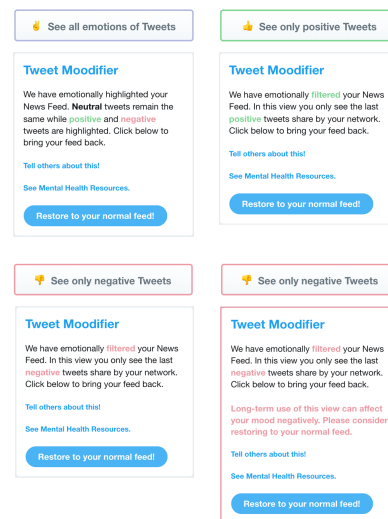 See all emotions of Tweets
Tweet Moodifier
We have emotionally highlighted your
News Feed. Neutral tweets remain the
same while positive and negative
tweets are highlighted. Click below to
bring your feed back.
Tell others about this!
See Mental Health Resources.
Restore to your normal feed!
See only positive Tweets
Tweet Moodifier
We have emotionally filtered your News
Feed. In this view you only see the last
positive tweets share by your network.
Click below to bring your feed back.
Tell others about this!
See Mental Health Resources.
Restore to your normal feed!
See only negative Tweets
Tweet Moodifier
We have emotionally filtered your News
Feed. In this view you only see the last
negative tweets share by your network.
Click below to bring your feed back.
Tell others about this!
See Mental Health Resources.
Restore to your normal feed!
See only negative Tweets
Tweet Moodifier
We have emotionally filtered your News
Feed. In this view you only see the last
negative tweets share by your network.
Click below to bring your feed back.
Long-term use of this view can affect
your mood negatively. Please consider
restoring to your normal feed.
Tell others about this!
See Mental Health Resources.
Restore to your normal feed!